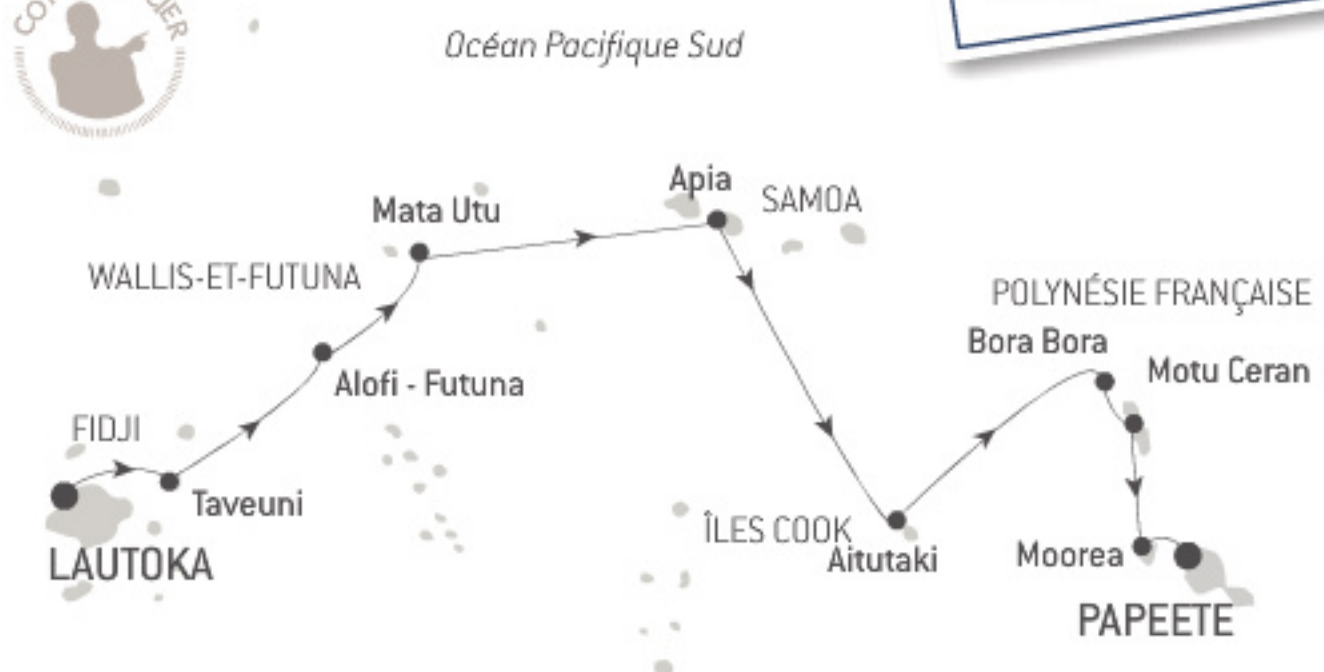 Océan Pacifique Sud
Apia
SAMOA
Mata Utu
WALLIS-ET-FUTUNA
POLYNÉSIE FRANÇAISE
Bora Bora
Motu Ceran
Alofi - Futuna
FIDJI
Taveuni
ÎLES COOK
Aitutaki
Moorea
LAUTOKA
PAPEETE